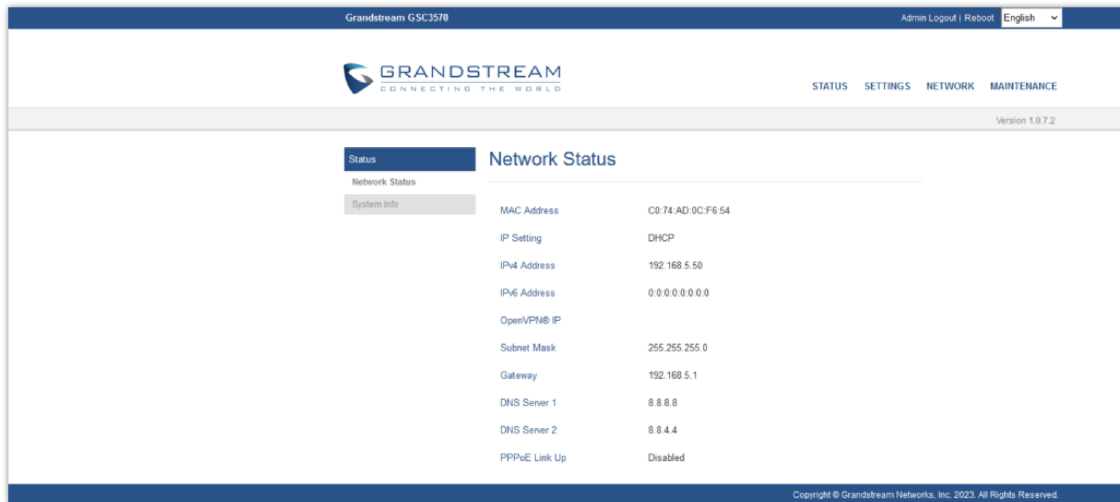 Grandstream GSC3570
Admin Logout | Reboot English
GRANDSTREAM
CONNECTING THE WORLD
STATUS SETTINGS NETWORK MAINTENANCE
Version 1.0.7.2
Status
Network Status
System Info
Network Status
MAC Address C0:74:AD:0C:F6:54
IP Setting DHCP
IPv4 Address 192.168.5.50
IPv6 Address 0:0:0:0:0:0:0:0
OpenVPN® IP
Subnet Mask 255.255.255.0
Gateway 192.168.5.1
DNS Server 1 8.8.8.8
DNS Server 2 8.8.4.4
PPPoE Link Up Disabled
Copyright © Grandstream Networks, Inc. 2023. All Rights Reserved.